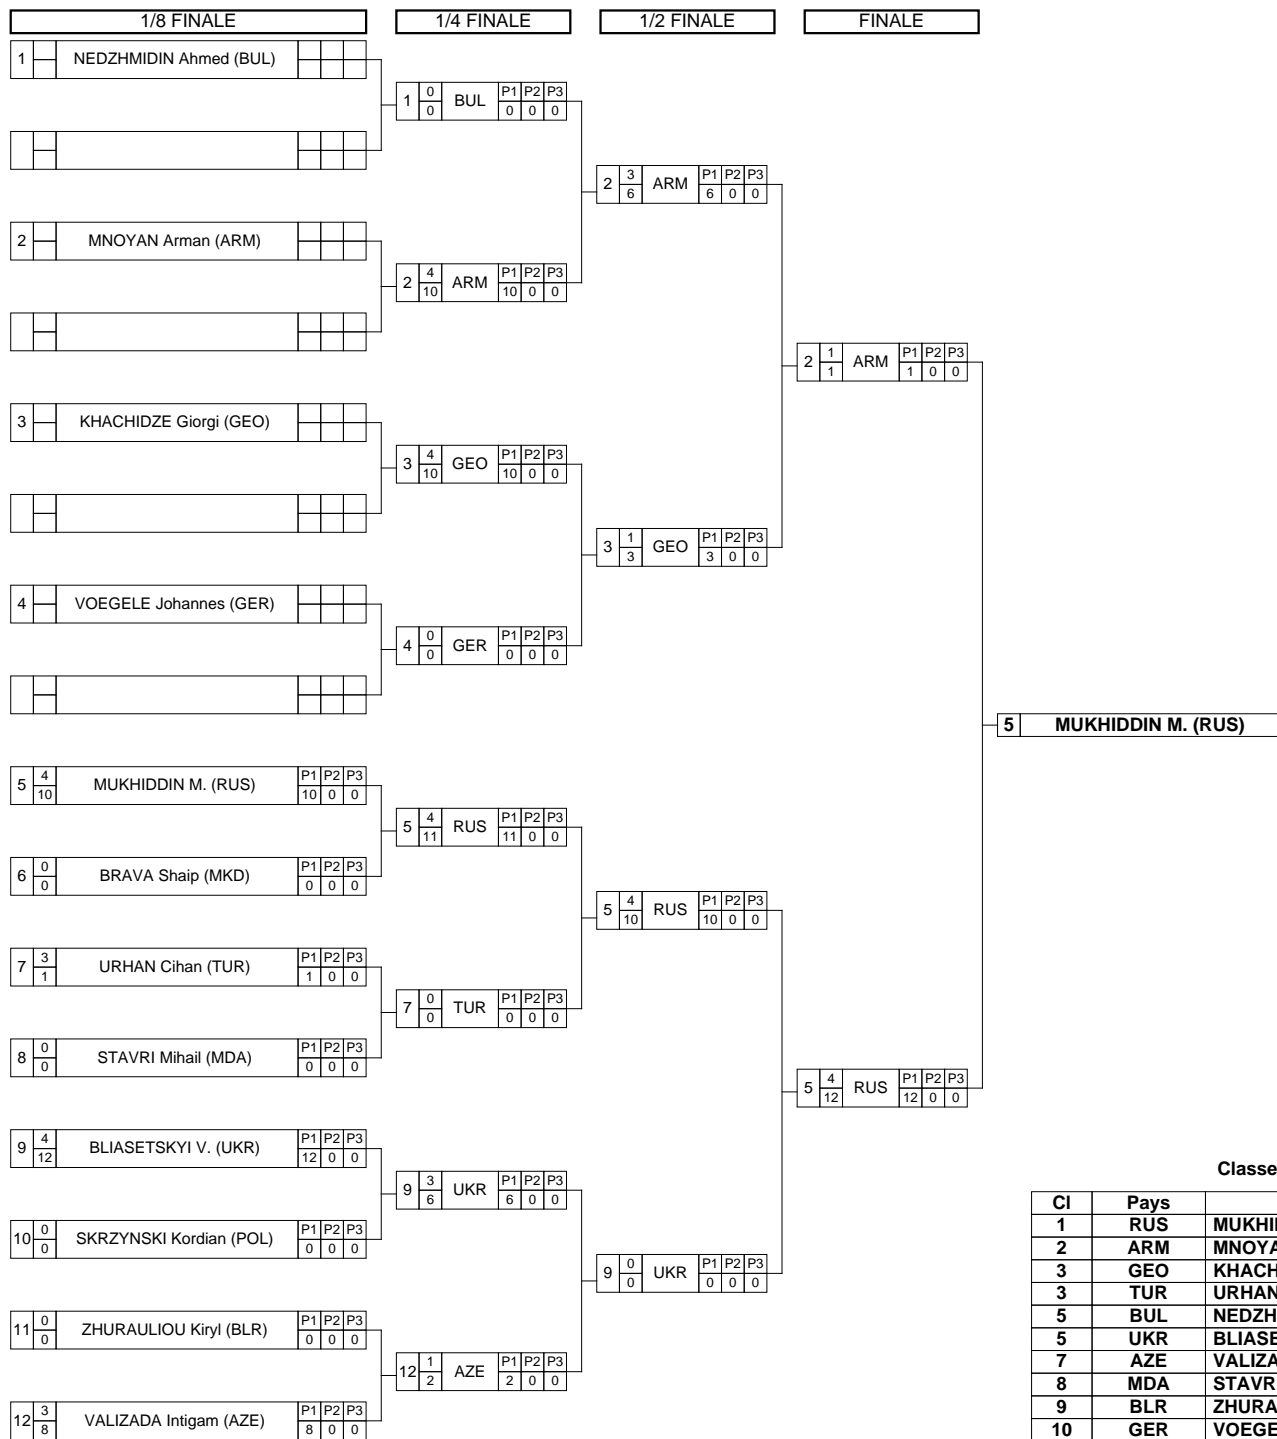 1/8 FINALE 1/4 FINALE 1/2 FINALE FINALE
1 NEDZHMIDIN Ahmed (BUL)
1 0 0 BUL P1 P2 P3 0 0 0
2 3 6 ARM P1 P2 P3 6 0 0
2 MNOYAN Arman (ARM)
2 4 10 ARM P1 P2 P3 10 0 0
2 1 1 ARM P1 P2 P3 1 0 0
3 KHACHIDZE Giorgi (GEO)
3 4 10 GEO P1 P2 P3 10 0 0
3 1 3 GEO P1 P2 P3 3 0 0
4 VOEGELE Johannes (GER)
4 0 0 GER P1 P2 P3 0 0 0
5 MUKHIDDIN M. (RUS)
5 4 10 MUKHIDDIN M. (RUS) P1 P2 P3 10 0 0
5 4 11 RUS P1 P2 P3 11 0 0
6 0 0 BRAVA Shaip (MKD) P1 P2 P3 0 0 0
5 4 10 RUS P1 P2 P3 10 0 0
7 3 1 URHAN Cihan (TUR) P1 P2 P3 1 0 0
7 0 0 TUR P1 P2 P3 0 0 0
8 0 0 STAVRI Mihail (MDA) P1 P2 P3 0 0 0
5 4 12 RUS P1 P2 P3 12 0 0
9 4 12 BLIASETSKYI V. (UKR) P1 P2 P3 12 0 0
9 3 6 UKR P1 P2 P3 6 0 0
10 0 0 SKRZYNSKI Kordian (POL) P1 P2 P3 0 0 0
9 0 0 UKR P1 P2 P3 0 0 0
11 0 0 ZHURAULIOU Kiryl (BLR) P1 P2 P3 0 0 0
12 1 2 AZE P1 P2 P3 2 0 0
12 3 8 VALIZADA Intigam (AZE) P1 P2 P3 8 0 0
Classe
Cl Pays
1 RUS MUKHI
2 ARM MNOYA
3 GEO KHACH
3 TUR URHAN
5 BUL NEDZH
5 UKR BLIASE
7 AZE VALIZA
8 MDA STAVR
9 BLR ZHURA
10 GER VOEGE